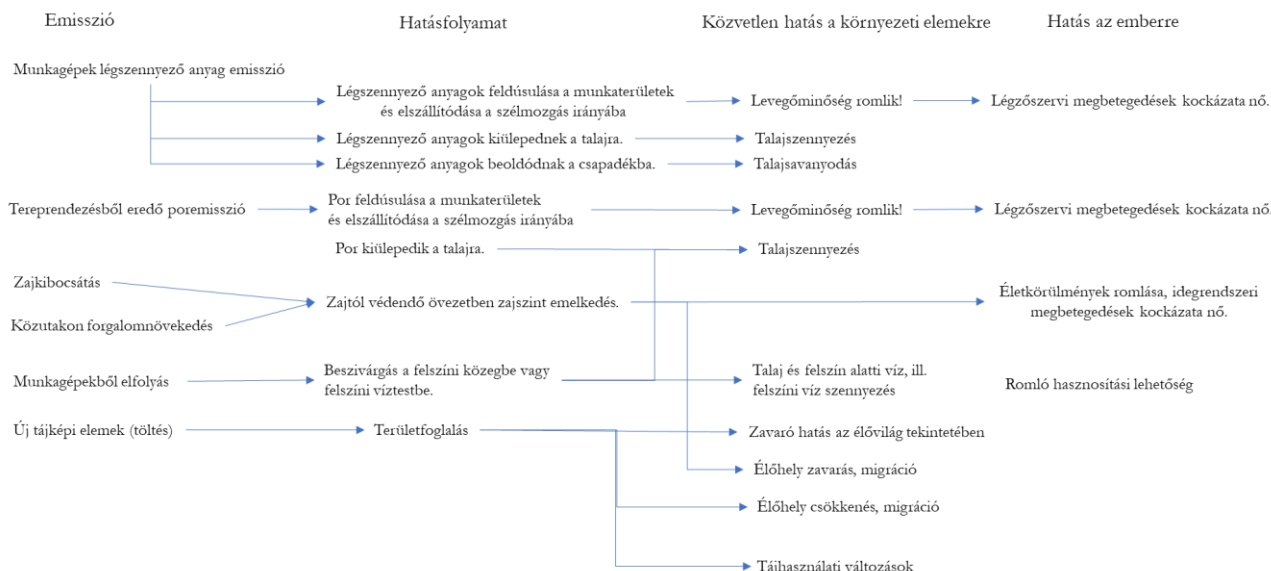 Emisszió
Hatásfolyamat
Közvetlen hatás a környezeti elemekre
Hatás az emberre
Munkagépek légszennyező anyag emisszió
Légszennyező anyagok feldúsulása a munkaterületek
és elszállítódása a szélmozgás irányába
Levegőminőség romlik!
Légzőszervi megbetegedések kockázata nő.
Légszennyező anyagok kiülepednek a talajra.
Talajszennyezés
Légszennyező anyagok beoldódnak a csapadékba.
Talajsavanyodás
Tereprendezésből eredő poremisszió
Por feldúsulása a munkaterületek
és elszállítódása a szélmozgás irányába
Levegőminőség romlik!
Légzőszervi megbetegedések kockázata nő.
Por kiülepedik a talajra.
Talajszennyezés
Zajkibocsátás
Zajtól védendő övezetben zajszint emelkedés.
Életkörülmények romlása, idegrendszeri
megbetegedések kockázata nő.
Közutakon forgalomnövekedés
Munkagépekből elfolyás
Beszivárgás a felszíni közegbe vagy
felszíni víztestbe.
Talaj és felszín alatti víz, ill.
felszíni víz szennyezés
Romló hasznosítási lehetőség
Új tájképi elemek (töltés)
Területfoglalás
Zavaró hatás az élővilág tekintetében
Élőhely zavarás, migráció
Élőhely csökkenés, migráció
Tájhasználati változások